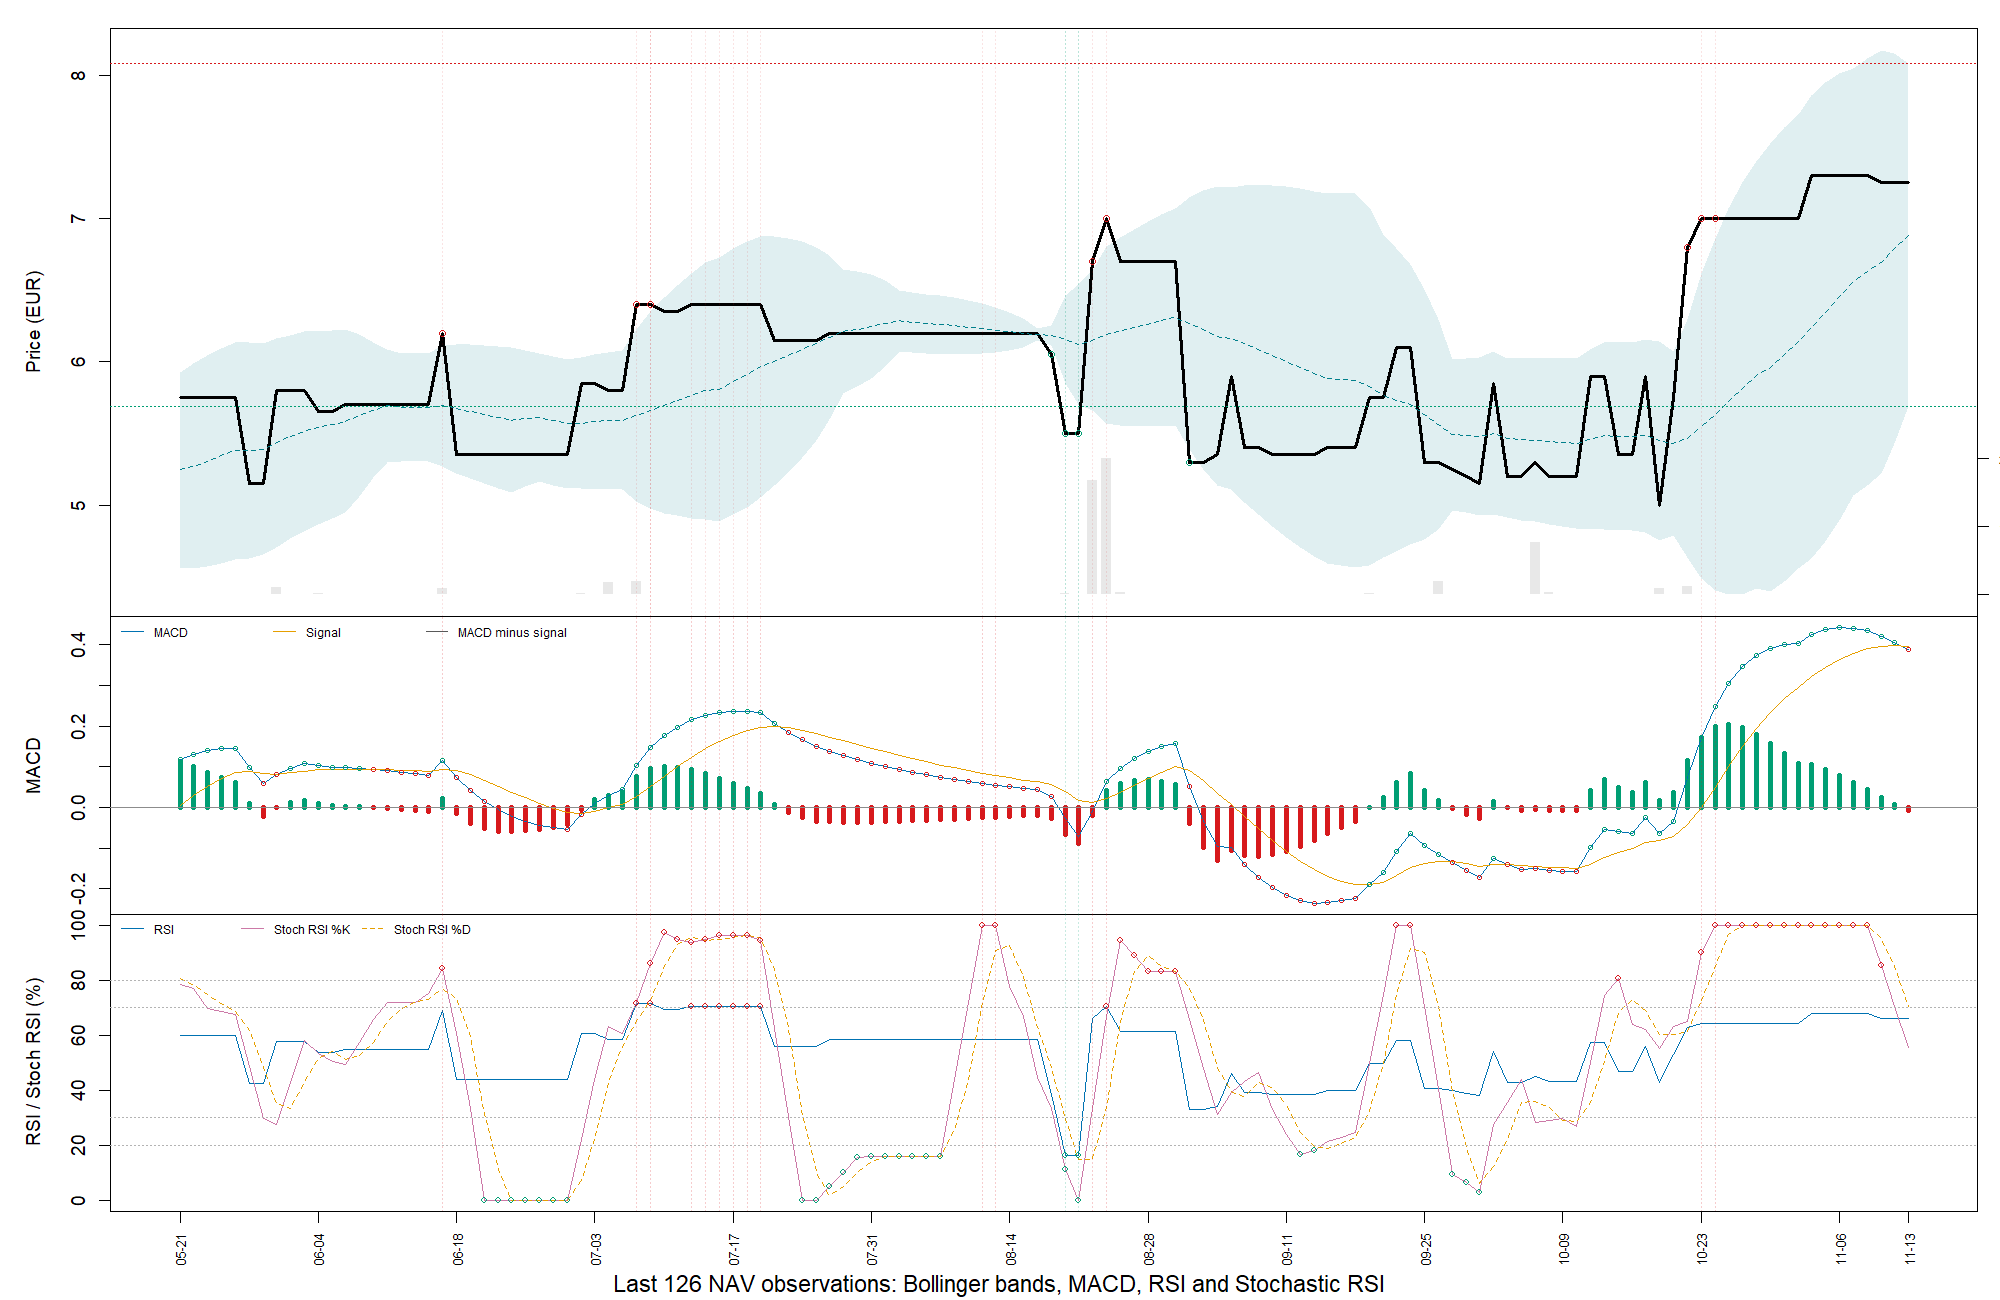 8
7
6
5
Price (EUR)
MACD
Signal
MACD minus signal
0.4
0.2
0.0
-0.2
MACD
RSI
Stoch RSI %K
Stoch RSI %D
100
80
60
40
20
0
RSI / Stoch RSI (%)
05-21
06-04
06-18
07-03
07-17
07-31
08-14
08-28
09-11
09-25
10-09
10-23
11-06
11-13
Last 126 NAV observations: Bollinger bands, MACD, RSI and Stochastic RSI